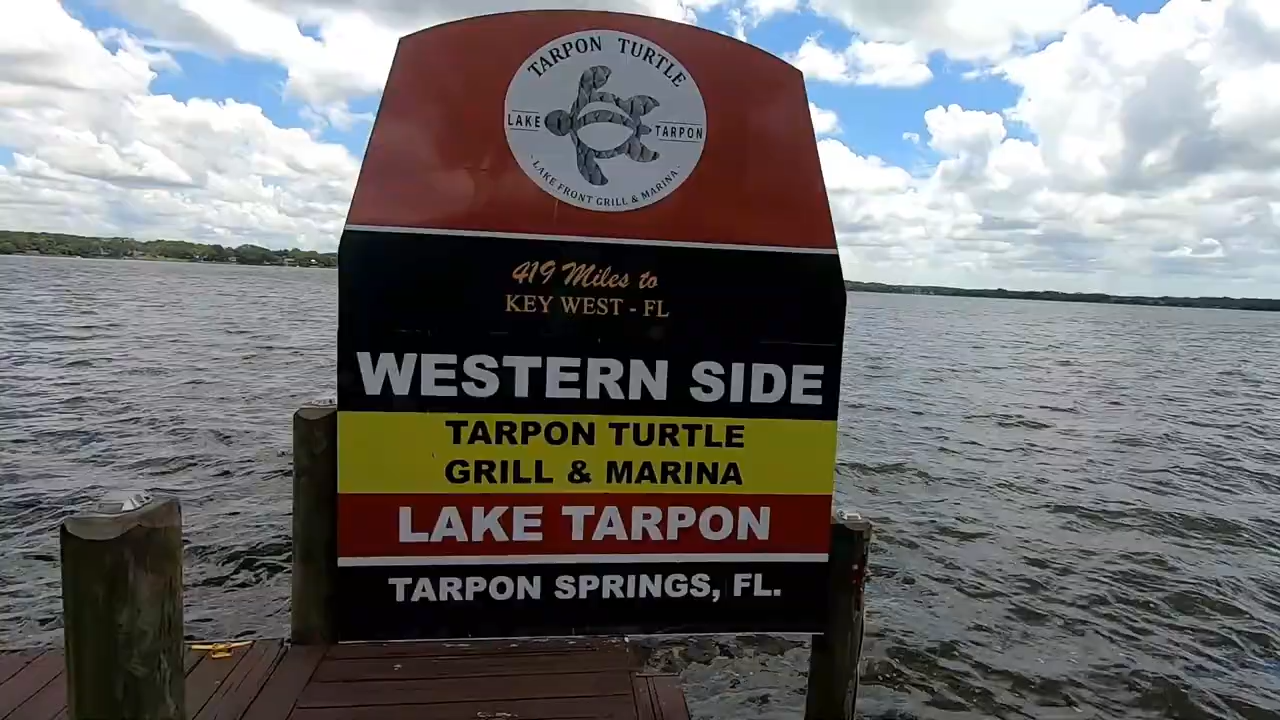 TARPON TURTLE
LAKE TARPON
· LAKE FRONT GRILL & MARINA ·
419 Miles to
KEY WEST - FL
WESTERN SIDE
TARPON TURTLE
GRILL & MARINA
LAKE TARPON
TARPON SPRINGS, FL.